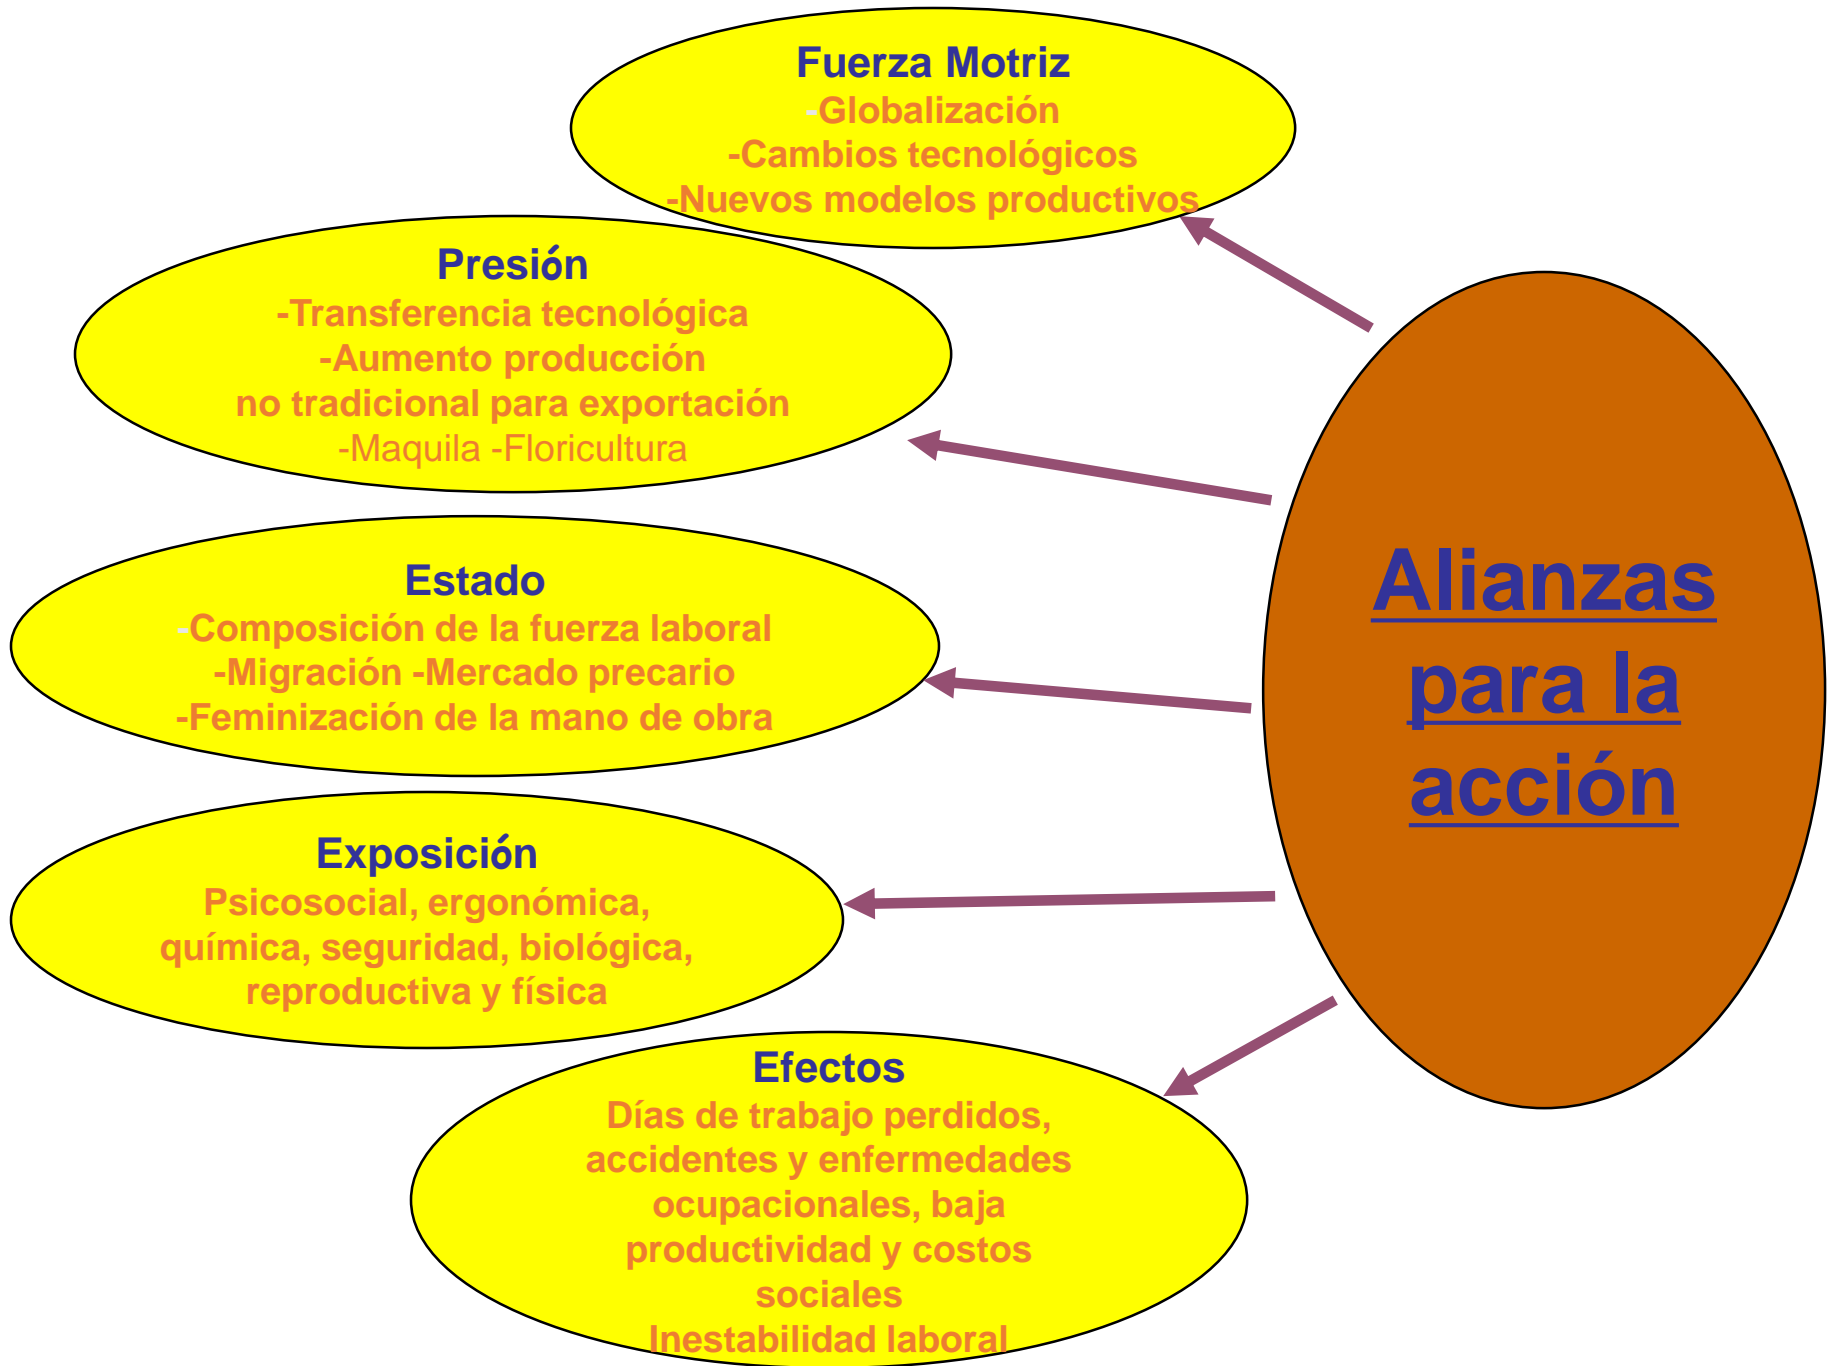 Fuerza Motriz
-Globalización
-Cambios tecnológicos
-Nuevos modelos productivos
Presión
-Transferencia tecnológica
-Aumento producción
no tradicional para exportación
-Maquila -Floricultura
Estado
-Composición de la fuerza laboral
-Migración -Mercado precario
-Feminización de la mano de obra
Exposición
Psicosocial, ergonómica,
química, seguridad, biológica,
reproductiva y física
Efectos
Días de trabajo perdidos,
accidentes y enfermedades
ocupacionales, baja
productividad y costos
sociales
Inestabilidad laboral
Alianzas
para la
acción